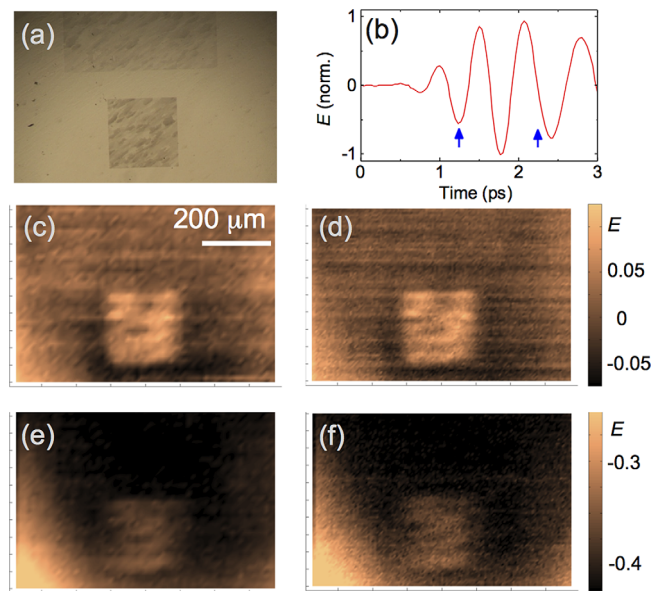 (a)
(b)
E (norm.)
1
0
-1
0
1
2
3
Time (ps)
(c)
200 μm
(d)
E
0.05
0
-0.05
(e)
(f)
E
-0.3
-0.4